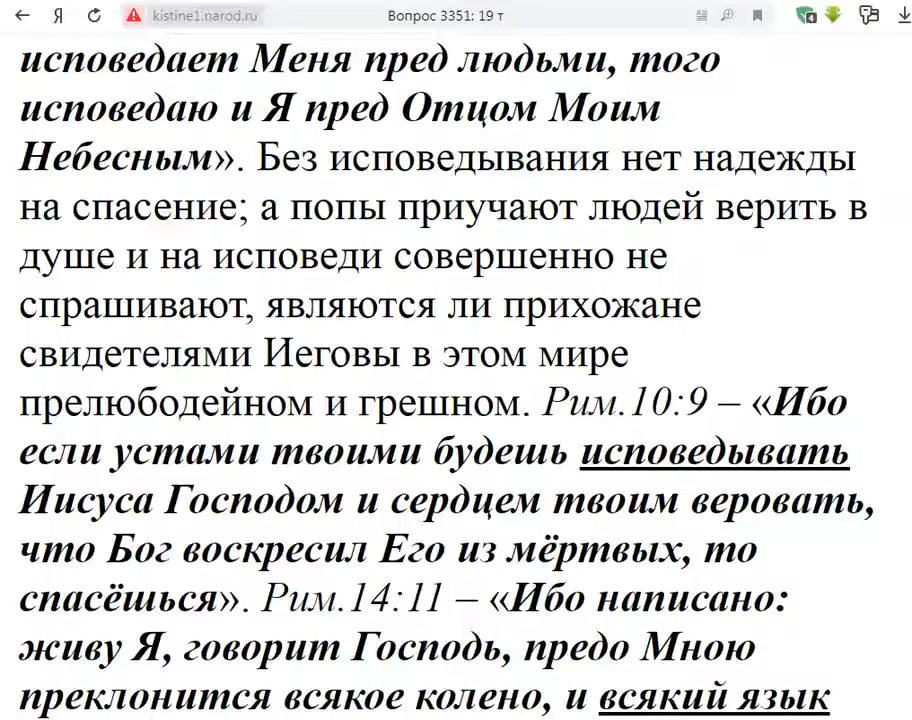 kistine1.narod.ru
Вопрос 3351: 19 т
исповедает Меня пред людьми, того
исповедаю и Я пред Отцом Моим
Небесным». Без исповедывания нет надежды
на спасение; а попы приучают людей верить в
душе и на исповеди совершенно не
спрашивают, являются ли прихожане
свидетелями Иеговы в этом мире
прелюбодейном и грешном. Рим.10:9 – «Ибо
если устами твоими будешь исповедывать
Иисуса Господом и сердцем твоим веровать,
что Бог воскресил Его из мёртвых, то
спасёшься». Рим.14:11 – «Ибо написано:
живу Я, говорит Господь, предо Мною
преклонится всякое колено, и всякий язык